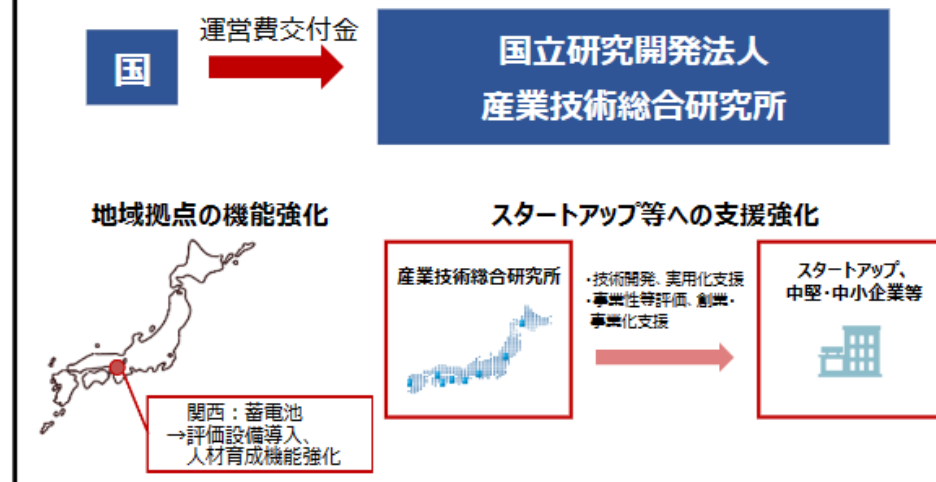 国
運営費交付金
国立研究開発法人
産業技術総合研究所
地域拠点の機能強化
関西：蓄電池
→評価設備導入、
人材育成機能強化
スタートアップ等への支援強化
産業技術総合研究所
・技術開発、実用化支援
・事業性等評価、創業・
事業化支援
スタートアップ、
中堅・中小企業等